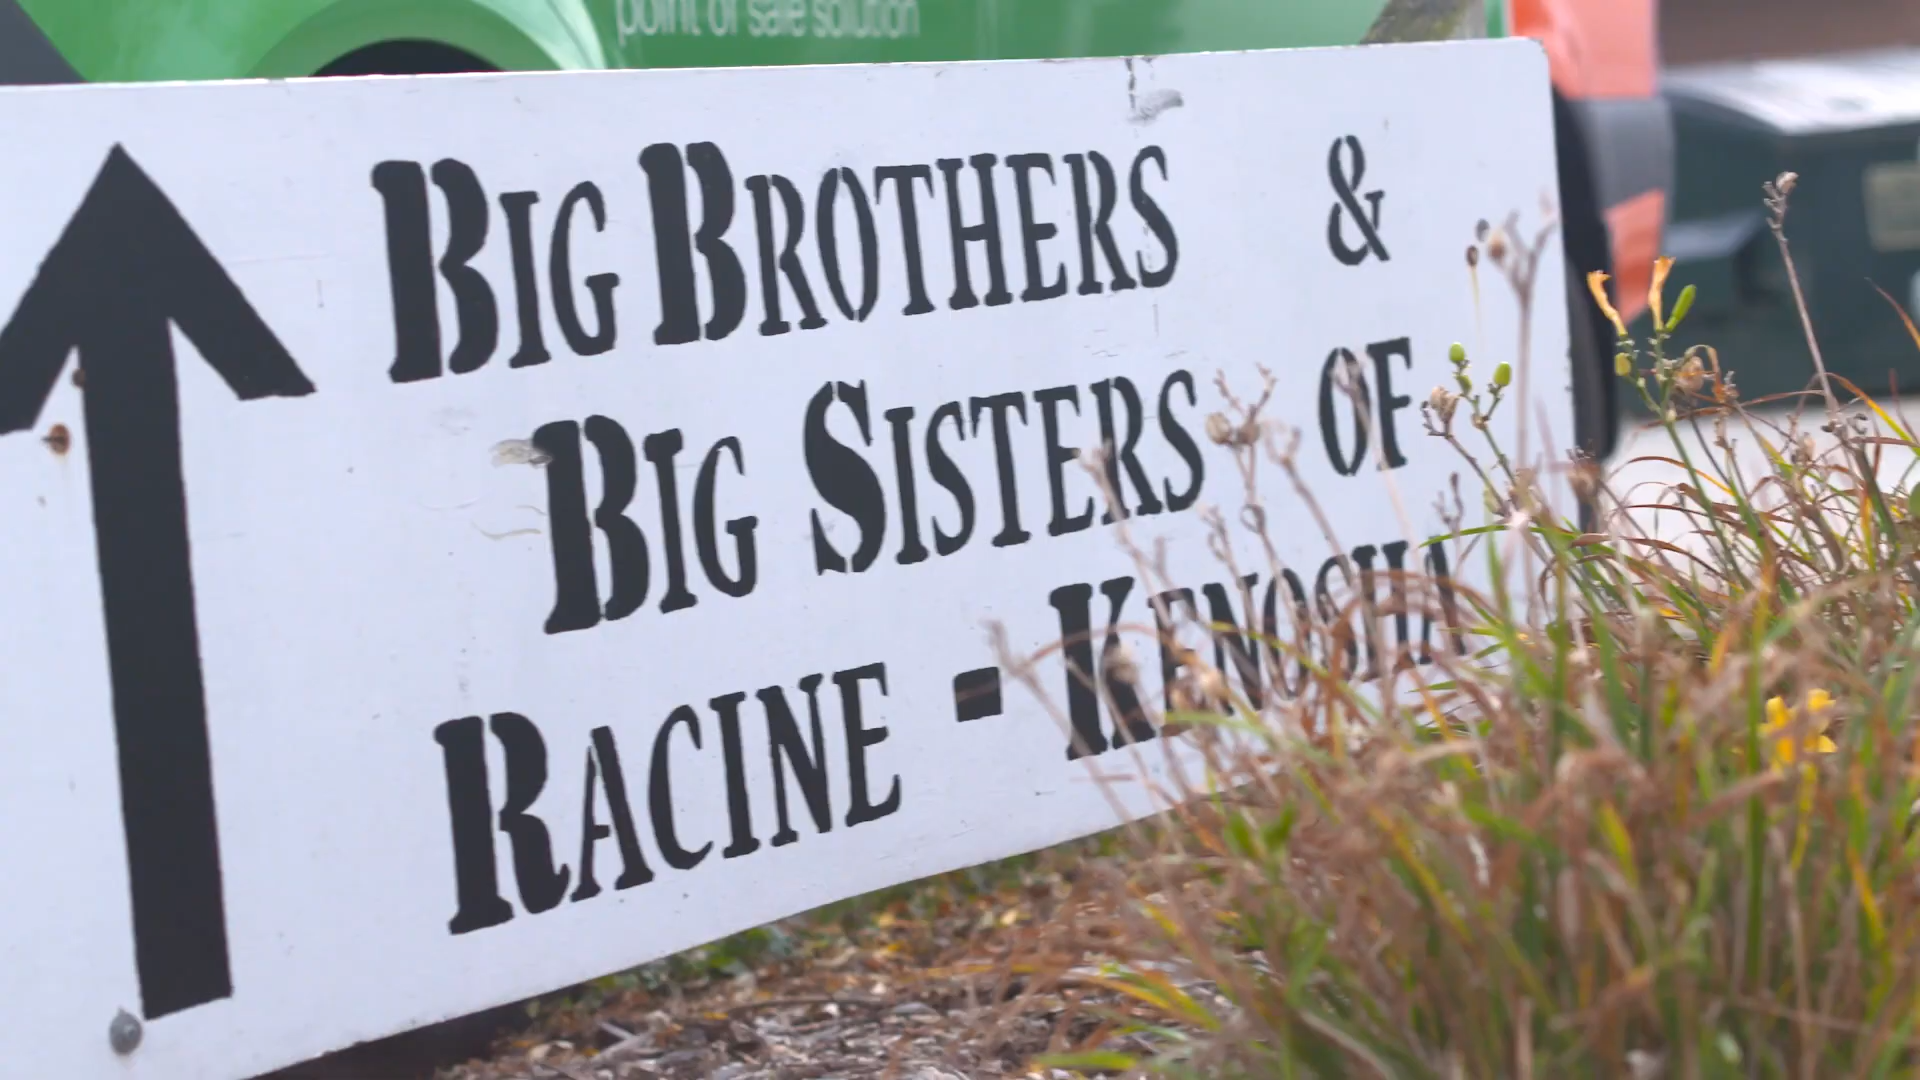 point of sale solution
BIG BROTHERS &
BIG SISTERS OF
RACINE - KENOSHA